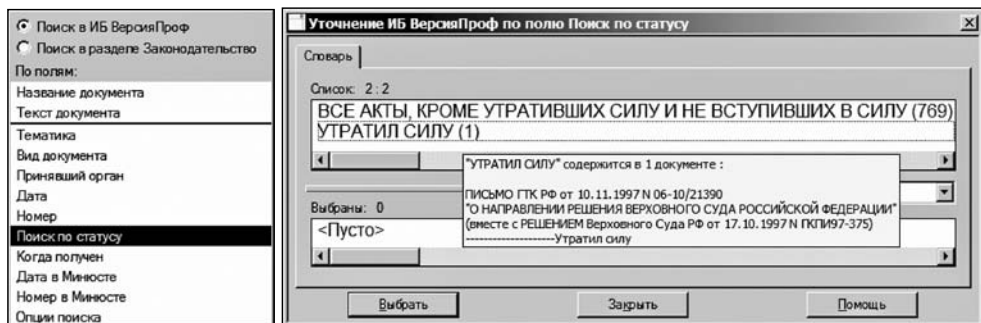 Поиск в ИБ ВерсияПроф
Поиск в разделе Законодательство
По полям:
Название документа
Текст документа
Тематика
Вид документа
Принявший орган
Дата
Номер
Поиск по статусу
Когда получен
Дата в Минюсте
Номер в Минюсте
Опции поиска
Уточнение ИБ ВерсияПроф по полю Поиск по статусу
Словарь
Список: 2 : 2
ВСЕ АКТЫ, КРОМЕ УТРАТИВШИХ СИЛУ И НЕ ВСТУПИВШИХ В СИЛУ (769)
УТРАТИЛ СИЛУ (1)
"УТРАТИЛ СИЛУ" содержится в 1 документе :
ПИСЬМО ГТК РФ от 10.11.1997 N 06-10/21390
"О НАПРАВЛЕНИИ РЕШЕНИЯ ВЕРХОВНОГО СУДА РОССИЙСКОЙ ФЕДЕРАЦИИ"
(вместе с РЕШЕНИЕМ Верховного Суда РФ от 17.10.1997 N ГКПИ97-375)
--------------------Утратил силу
Выбраны: 0
<Пусто>
Выбрать
Закрыть
Помощь